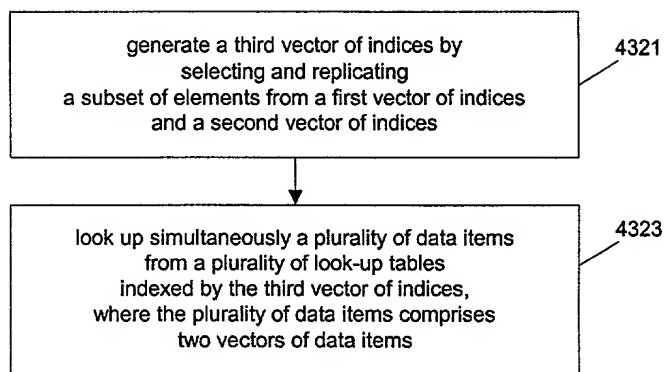 generate a third vector of indices by
selecting and replicating
a subset of elements from a first vector of indices
and a second vector of indices
4321
look up simultaneously a plurality of data items
from a plurality of look-up tables
indexed by the third vector of indices,
where the plurality of data items comprises
two vectors of data items
4323